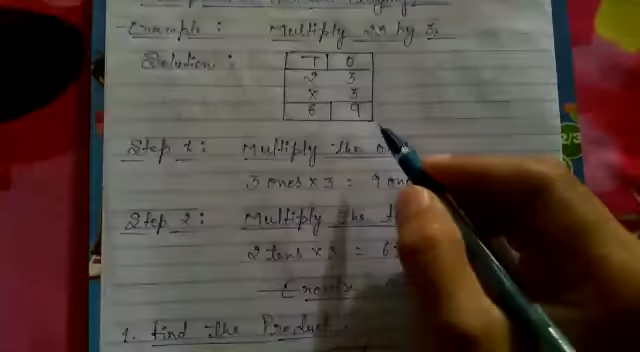 Example : Multiply 23 by 3.
Solution :
T O
2 3
× 3
6 9
Step 1 : Multiply the
3 ones × 3 = 9 on
Step 2 : Multiply the t
2 tens × 3 = 6
1. Find the Product.